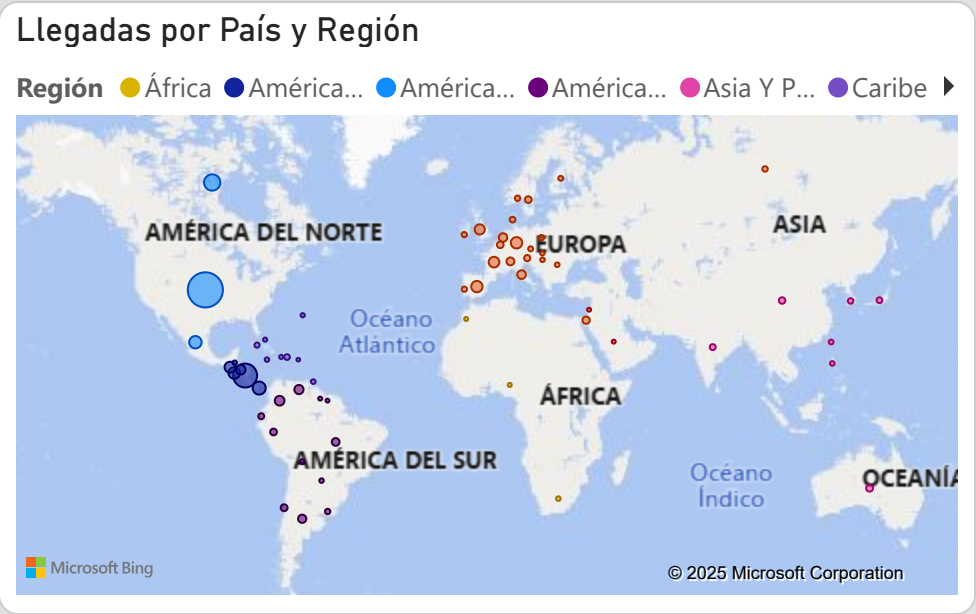 Llegadas por País y Región
Región África América... América... América... Asia Y P... Caribe
AMÉRICA DEL NORTE
ASIA
EUROPA
Océano
Atlántico
ÁFRICA
AMÉRICA DEL SUR
Océano
Índico
OCEANÍA
Microsoft Bing
© 2025 Microsoft Corporation